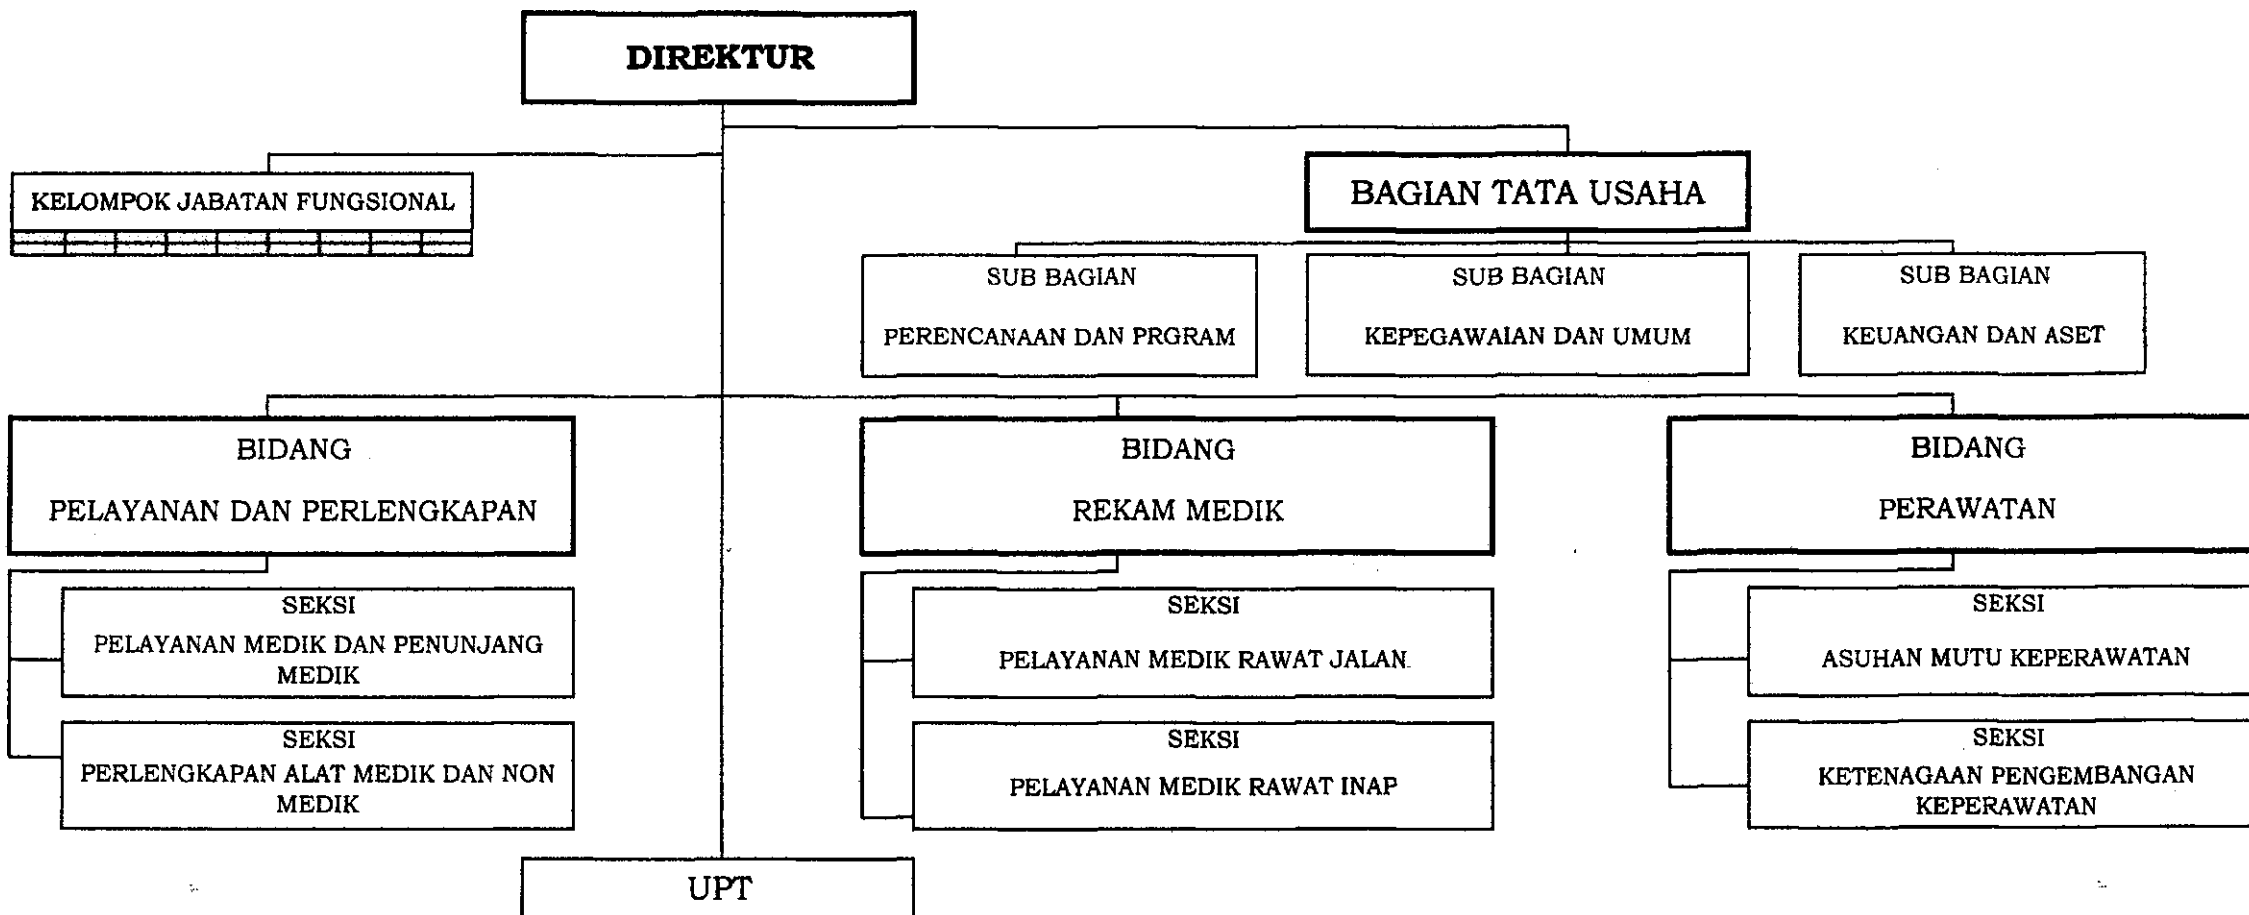 DIREKTUR
KELOMPOK JABATAN FUNGSIONAL
BAGIAN TATA USAHA
SUB BAGIAN
PERENCANAAN DAN PRGRAM
SUB BAGIAN
KEPEGAWAIAN DAN UMUM
SUB BAGIAN
KEUANGAN DAN ASET
BIDANG
PELAYANAN DAN PERLENGKAPAN
BIDANG
REKAM MEDIK
BIDANG
PERAWATAN
SEKSI
PELAYANAN MEDIK DAN PENUNJANG
MEDIK
SEKSI
PELAYANAN MEDIK RAWAT JALAN
SEKSI
ASUHAN MUTU KEPERAWATAN
SEKSI
PERLENGKAPAN ALAT MEDIK DAN NON
MEDIK
SEKSI
PELAYANAN MEDIK RAWAT INAP
SEKSI
KETENAGAAN PENGEMBANGAN
KEPERAWATAN
UPT